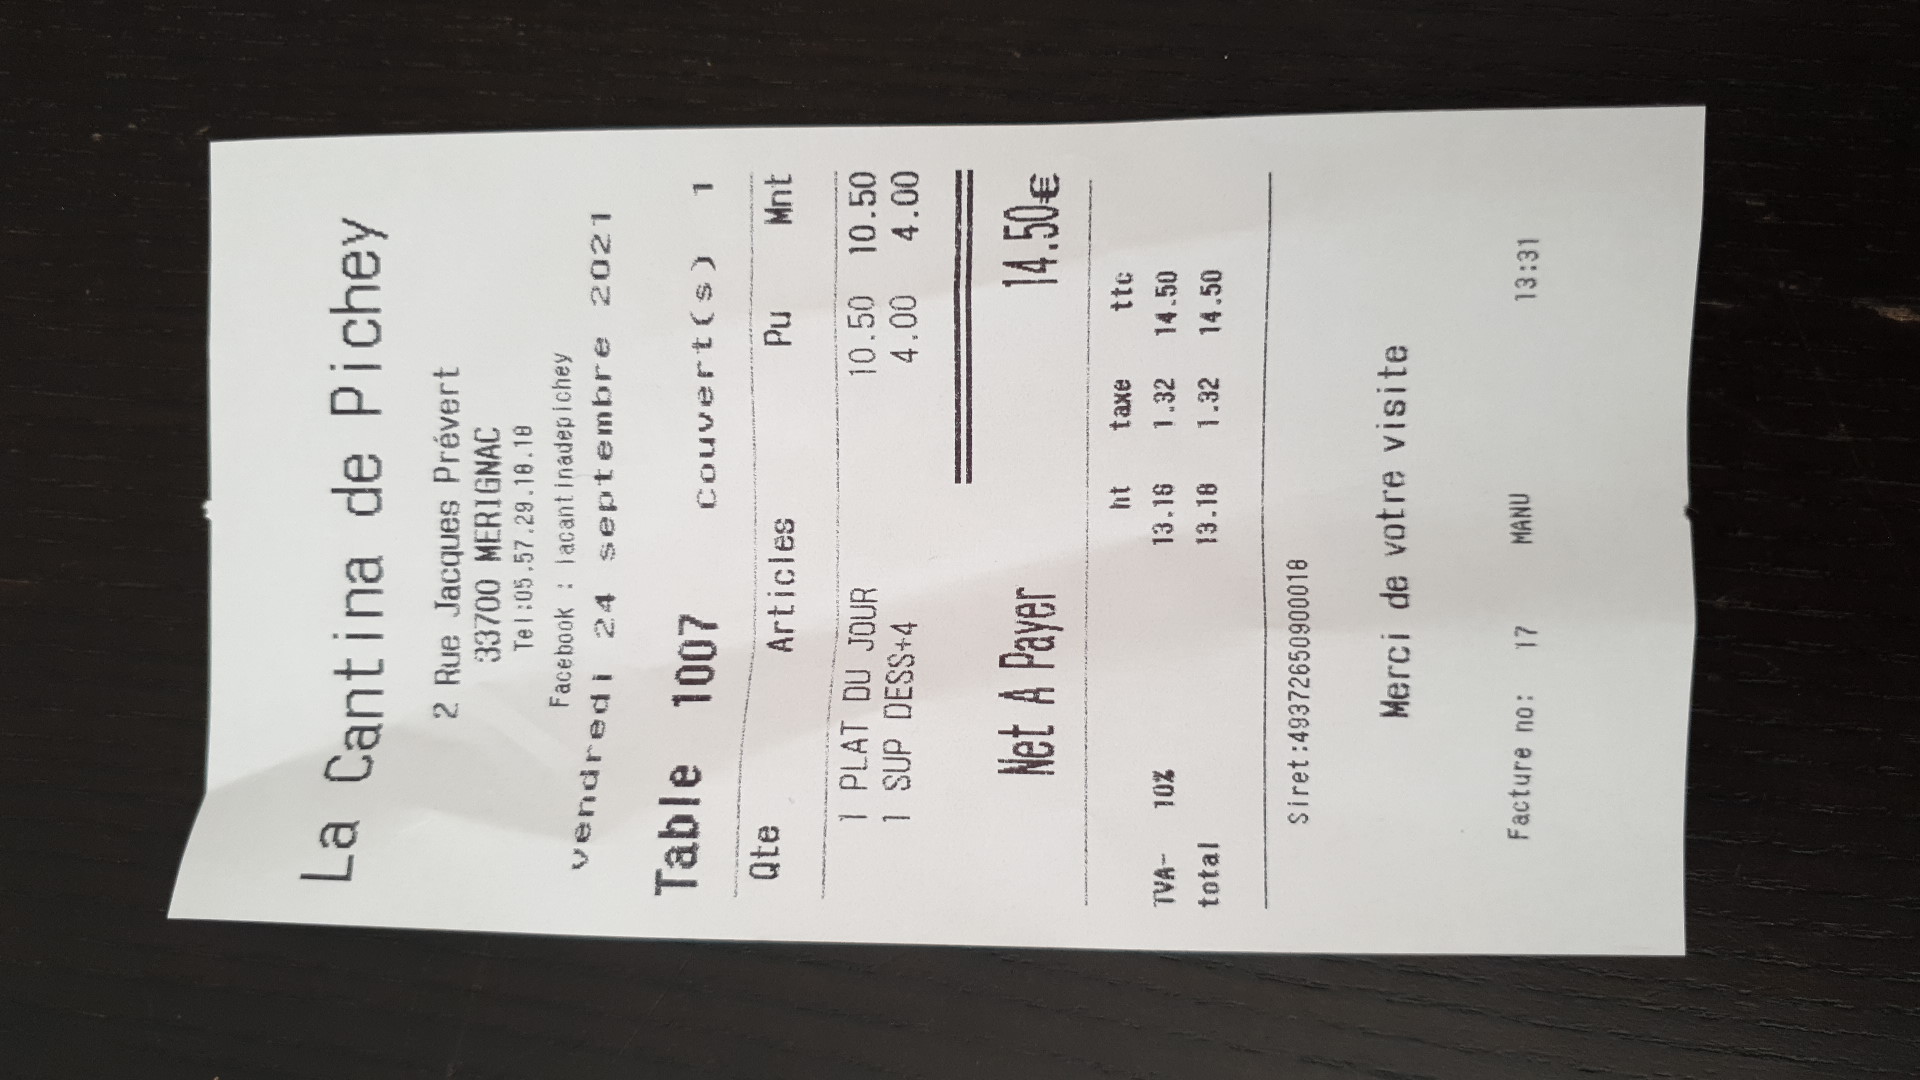 La Cantina de Pichey
2 Rue Jacques Prévert
33700 MERIGNAC
Tel:05.57.29.18.18
Facebook : lacantinadepichey
vendredi 24 septembre 2021
Table 1007 couvert(s) 1
Qte Articles Pu Mnt
1 PLAT DU JOUR 10.50 10.50
1 SUP DESS+4 4.00 4.00
Net A Payer 14.50€
ht taxe ttc
TVA- 10% 13.18 1.32 14.50
total 13.18 1.32 14.50
Siret:49372650900018
Merci de votre visite
Facture no: 17 MANU 13:31